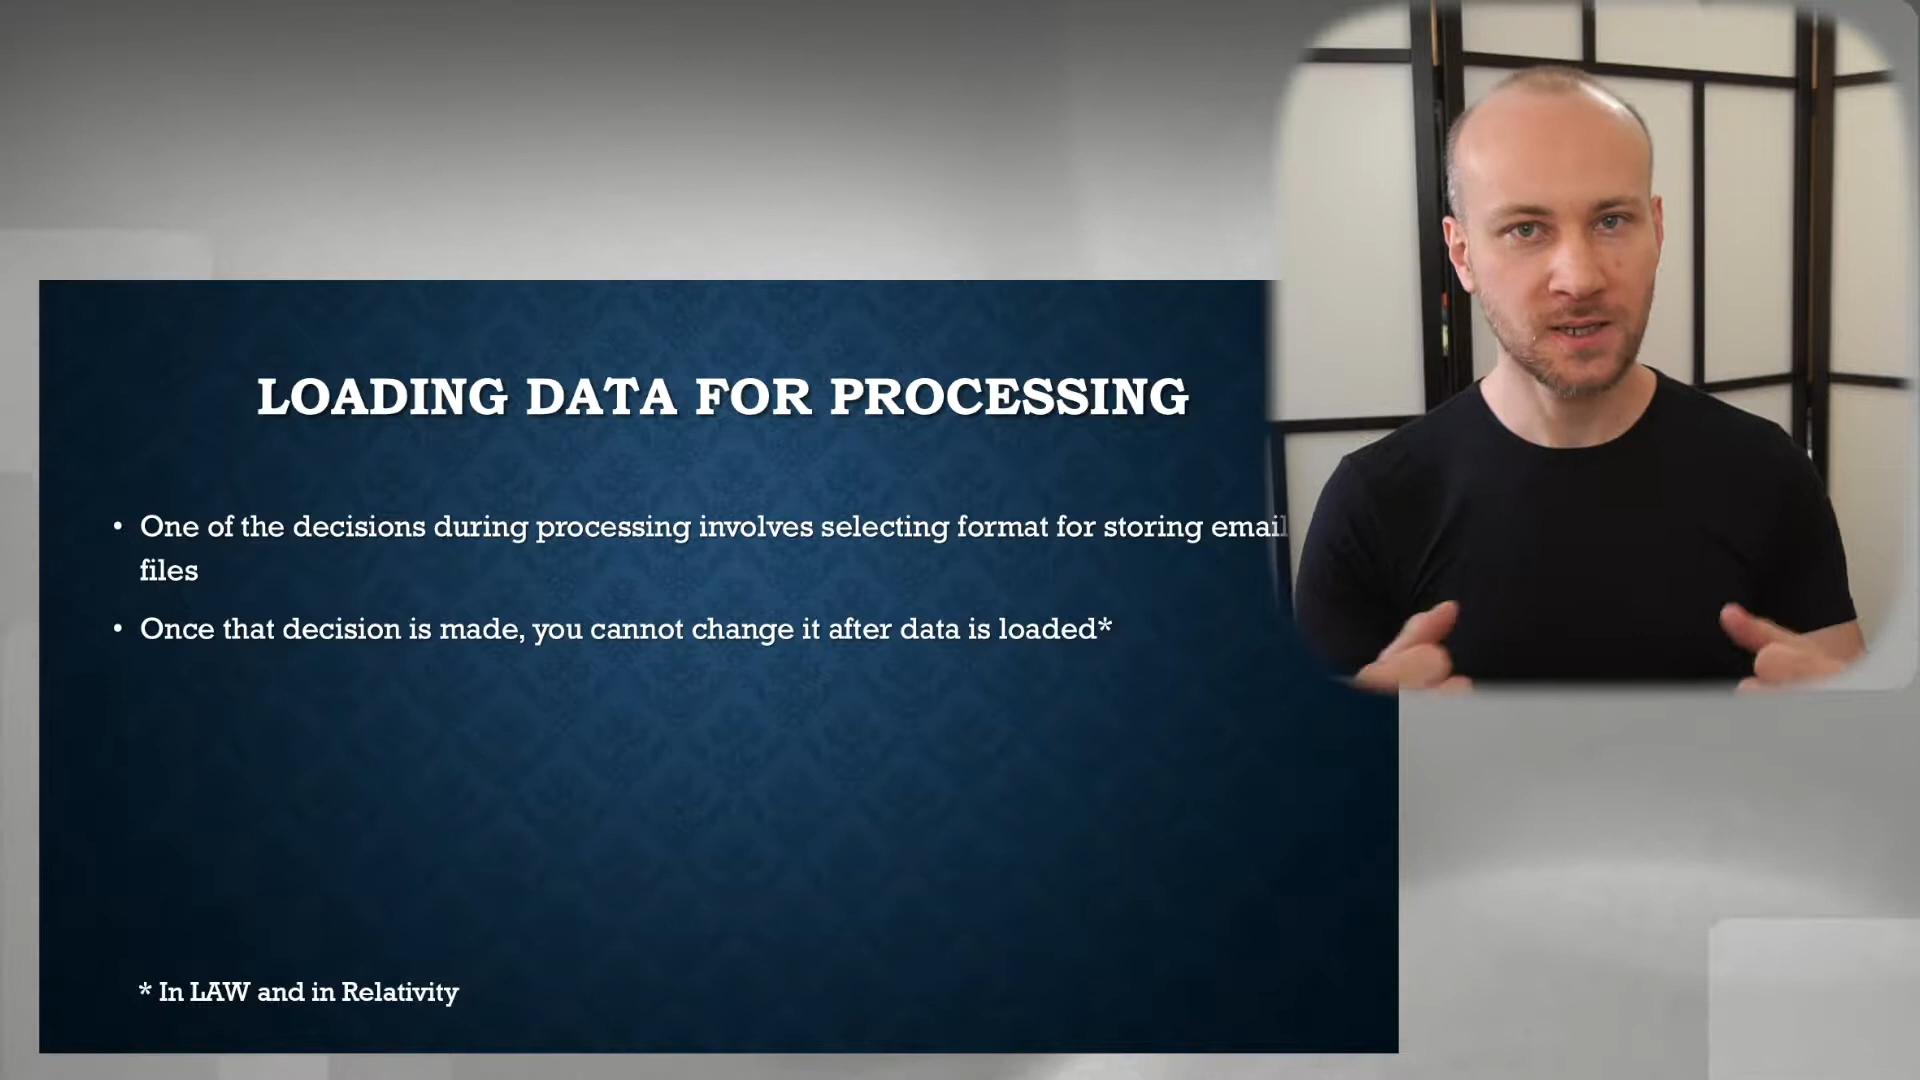 LOADING DATA FOR PROCESSING
• One of the decisions during processing involves selecting format for storing email
files
• Once that decision is made, you cannot change it after data is loaded*
* In LAW and in Relativity